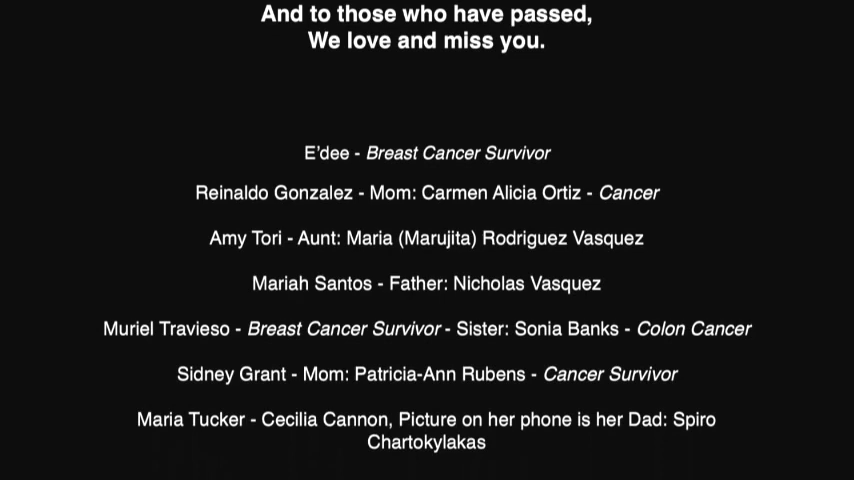 And to those who have passed,
We love and miss you.
E'dee - Breast Cancer Survivor
Reinaldo Gonzalez - Mom: Carmen Alicia Ortiz - Cancer
Amy Tori - Aunt: Maria (Marujita) Rodriguez Vasquez
Mariah Santos - Father: Nicholas Vasquez
Muriel Travieso - Breast Cancer Survivor - Sister: Sonia Banks - Colon Cancer
Sidney Grant - Mom: Patricia-Ann Rubens - Cancer Survivor
Maria Tucker - Cecilia Cannon, Picture on her phone is her Dad: Spiro
Chartokylakas